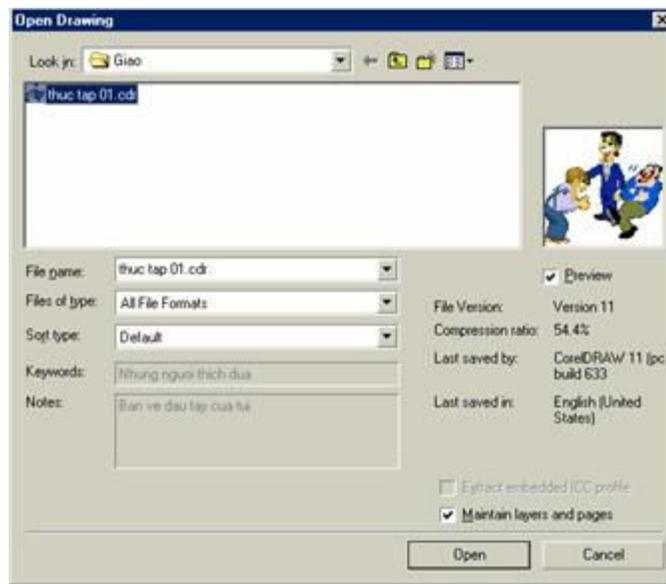 Open Drawing
Look in: Giao
thuc tap 01.cdr
File name: thuc tap 01.cdr
Preview
Files of type: All File Formats
File Version: Version 11
Sort type: Default
Compression ratio: 54.4%
Keywords: Nhung nguoi thich dua
Last saved by: CorelDRAW 11 (pc
build 633
Notes: Ban ve dau tay cua tui
Last saved in: English (United
States)
Extract embedded ICC profile
Maintain layers and pages
Open
Cancel